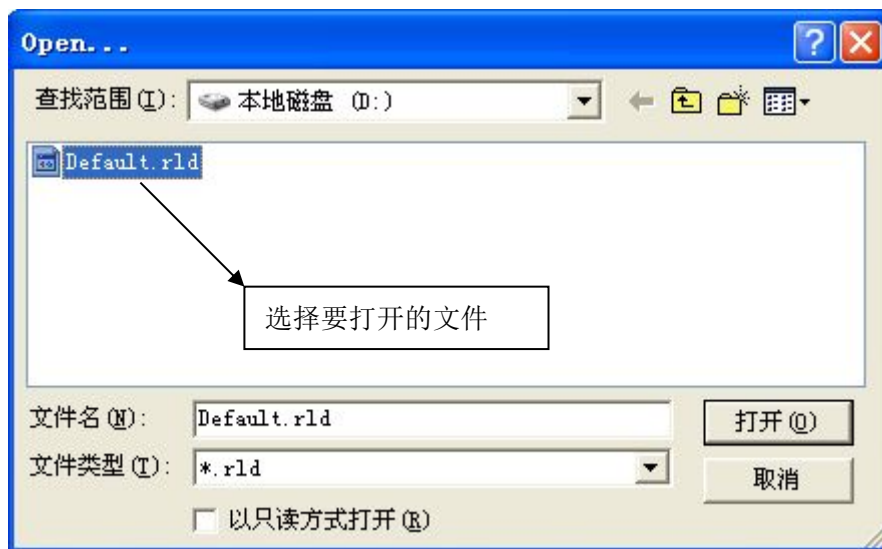 Open...
查找范围(I): 本地磁盘 (D:)
Default.rld
选择要打开的文件
文件名(N): Default.rld 打开(O)
文件类型(T): *.rld 取消
以只读方式打开(R)